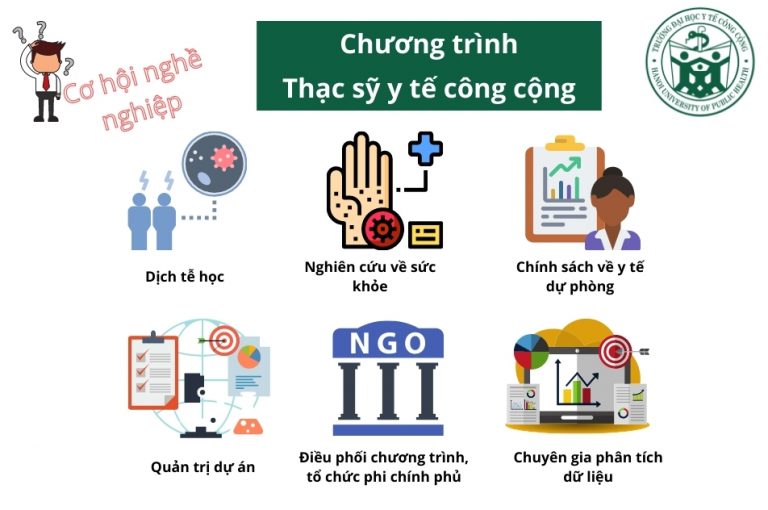 Cơ hội nghề
nghiệp
Chương trình
Thạc sỹ y tế công cộng
TRƯỜNG ĐẠI HỌC Y TẾ CÔNG CỘNG
HANOI UNIVERSITY OF PUBLIC HEALTH
Dịch tễ học
Nghiên cứu về sức
khỏe
Chính sách về y tế
dự phòng
NGO
Quản trị dự án
Điều phối chương trình,
tổ chức phi chính phủ
Chuyên gia phân tích
dữ liệu